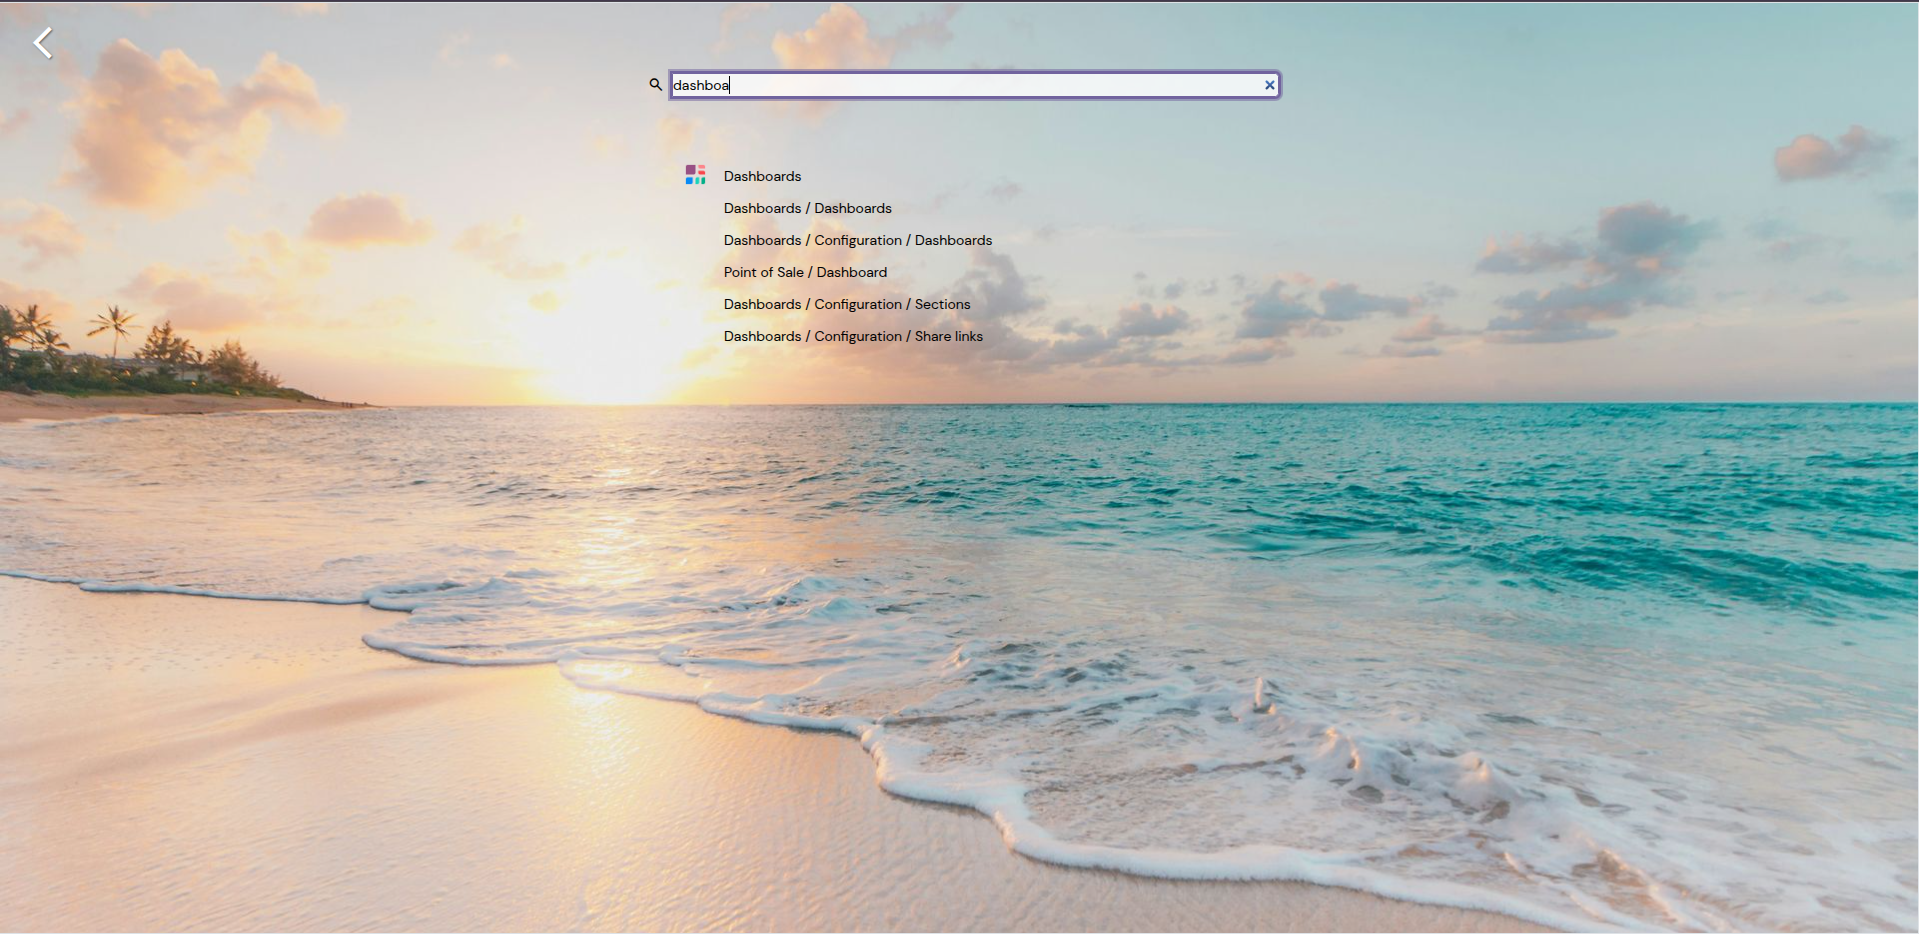 dashboa
Dashboards
Dashboards / Dashboards
Dashboards / Configuration / Dashboards
Point of Sale / Dashboard
Dashboards / Configuration / Sections
Dashboards / Configuration / Share links